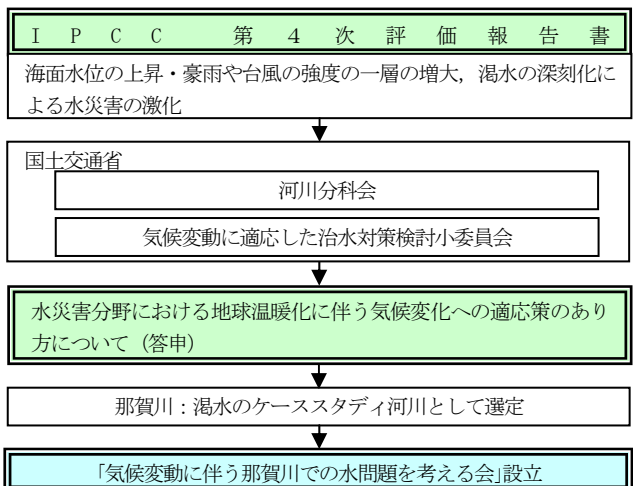 IPCC 第4次評価報告書
海面水位の上昇・豪雨や台風の強度の一層の増大，渇水の深刻化に
よる水災害の激化
国土交通省
河川分科会
気候変動に適応した治水対策検討小委員会
水災害分野における地球温暖化に伴う気候変化への適応策のあり
方について（答申）
那賀川：渇水のケーススタディ河川として選定
｢気候変動に伴う那賀川での水問題を考える会｣設立